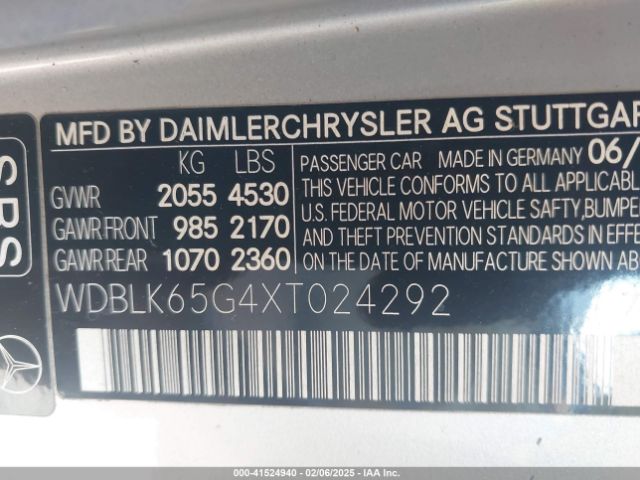 MFD BY DAIMLERCHRYSLER AG STUTTGAR
KG LBS
GVWR 2055 4530
GAWR FRONT 985 2170
GAWR REAR 1070 2360
PASSENGER CAR MADE IN GERMANY 06/
THIS VEHICLE CONFORMS TO ALL APPLICABL
U.S. FEDERAL MOTOR VEHICLE SAFTY,BUMPE
AND THEFT PREVENTION STANDARDS IN EFFE
ON THE DATE OF MANUFACTURE SHOWN ABO
WDBLK65G4XT024292
SRS
000-41524940 - 02/06/2025 - IAA Inc.